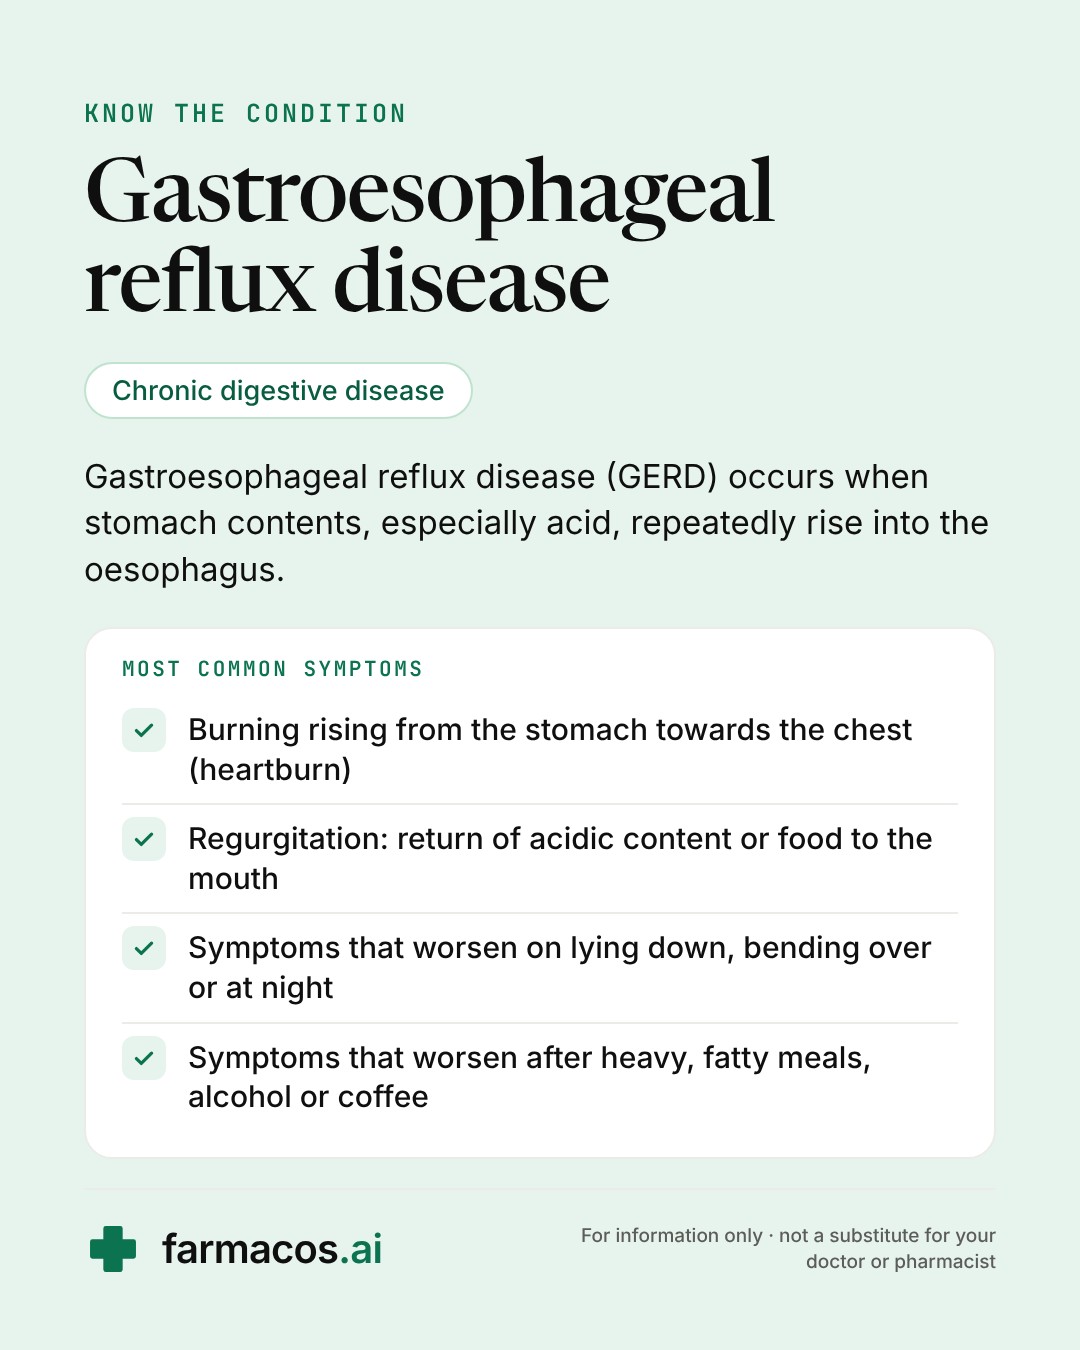 KNOW THE CONDITION
Gastroesophageal
reflux disease
Chronic digestive disease
Gastroesophageal reflux disease (GERD) occurs when
stomach contents, especially acid, repeatedly rise into the
oesophagus.
MOST COMMON SYMPTOMS
Burning rising from the stomach towards the chest
(heartburn)
Regurgitation: return of acidic content or food to the
mouth
Symptoms that worsen on lying down, bending over
or at night
Symptoms that worsen after heavy, fatty meals,
alcohol or coffee
farmacos.ai
For information only · not a substitute for your
doctor or pharmacist